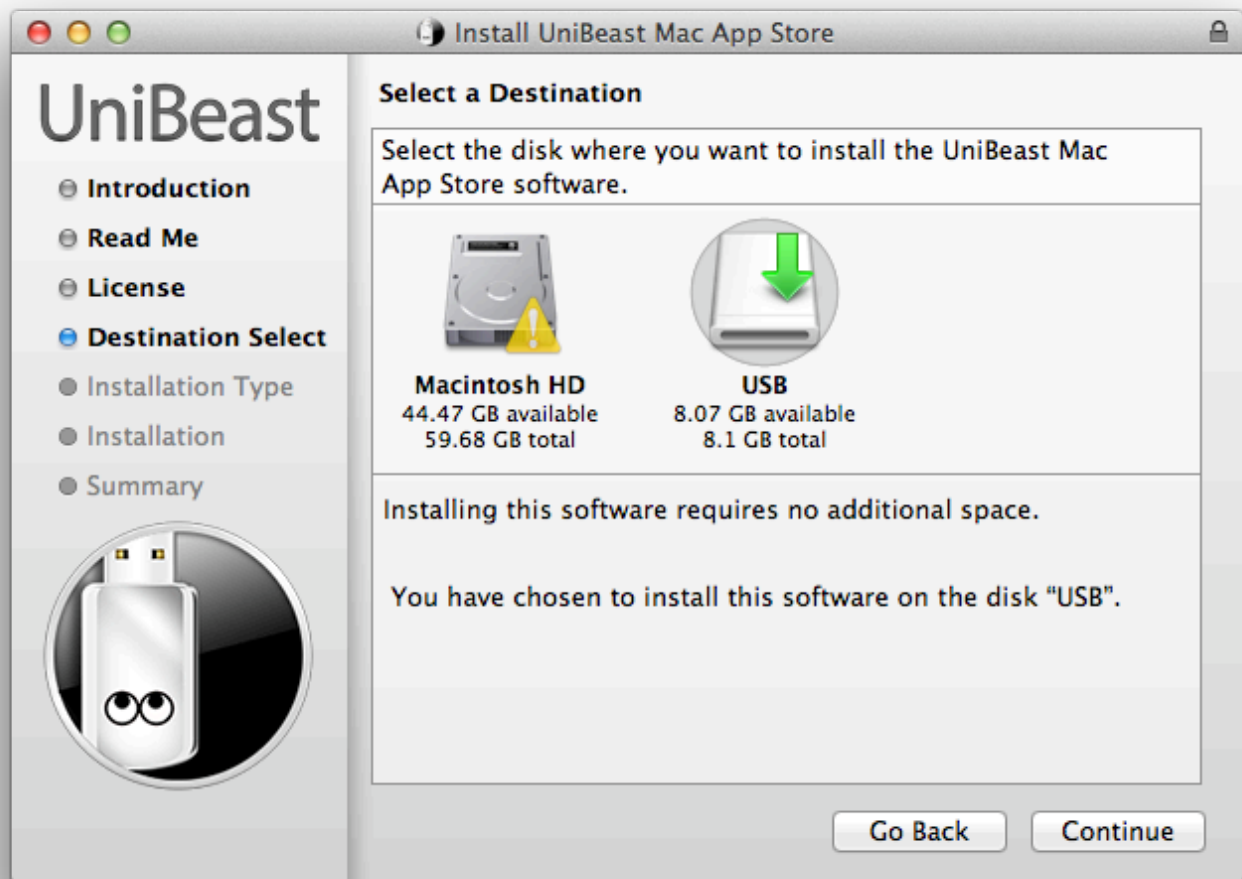 Install UniBeast Mac App Store
UniBeast
Introduction
Read Me
License
Destination Select
Installation Type
Installation
Summary
Select a Destination
Select the disk where you want to install the UniBeast Mac
App Store software.
Macintosh HD
44.47 GB available
59.68 GB total
USB
8.07 GB available
8.1 GB total
Installing this software requires no additional space.
You have chosen to install this software on the disk “USB”.
Go Back
Continue